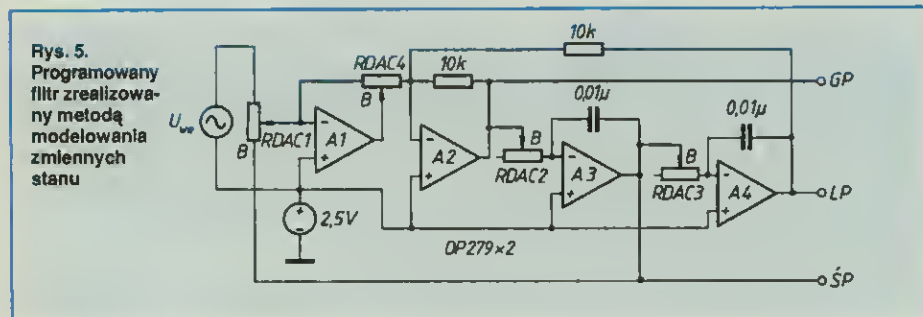 Rys. 5.
Programowany
filtr zrealizowa-
ny metodą
modelowania
zmiennych
stanu
10k
RDAC4
10k
GP
B
0,01µ
0,01µ
U_we
RDAC1
A1
A2
B
B
B
RDAC2
A3
RDAC3
A4
LP
2,5V
OP279×2
ŚP